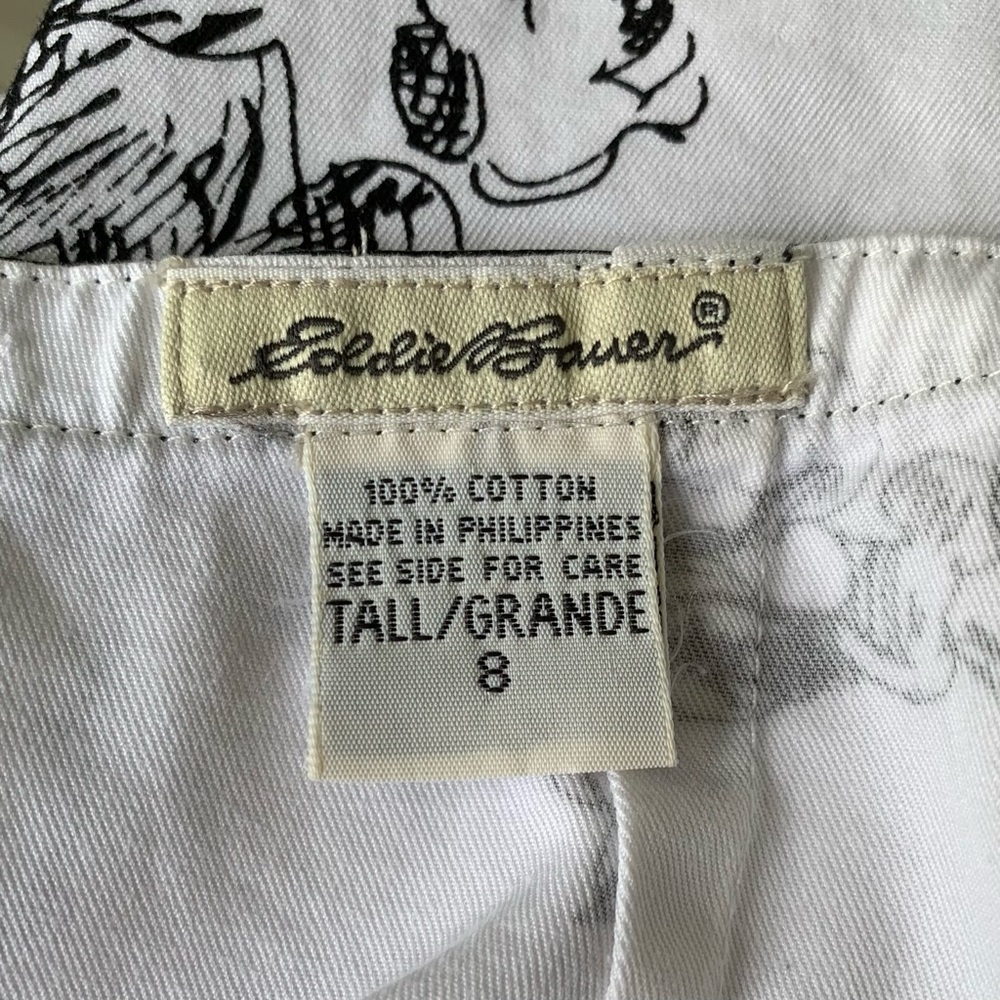 Eddie Bauer®
100% COTTON
MADE IN PHILIPPINES
SEE SIDE FOR CARE
TALL/GRANDE
8